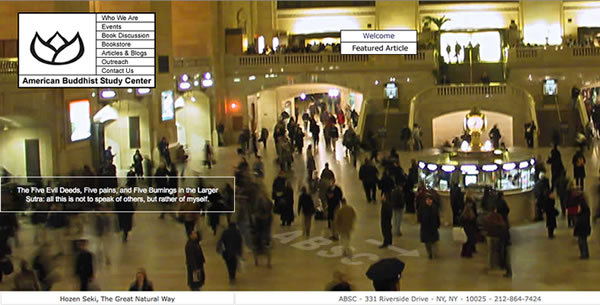 Who We Are
Events
Book Discussion
Bookstore
Articles & Blogs
Outreach
Contact Us
American Buddhist Study Center
Welcome
Featured Article
The Five Evil Deeds, Five pains, and Five Burnings in the Larger
Sutra: all this is not to speak of others, but rather of myself.
ABSC
Hozen Seki, The Great Natural Way
ABSC - 331 Riverside Drive - NY, NY - 10025 - 212-864-7424